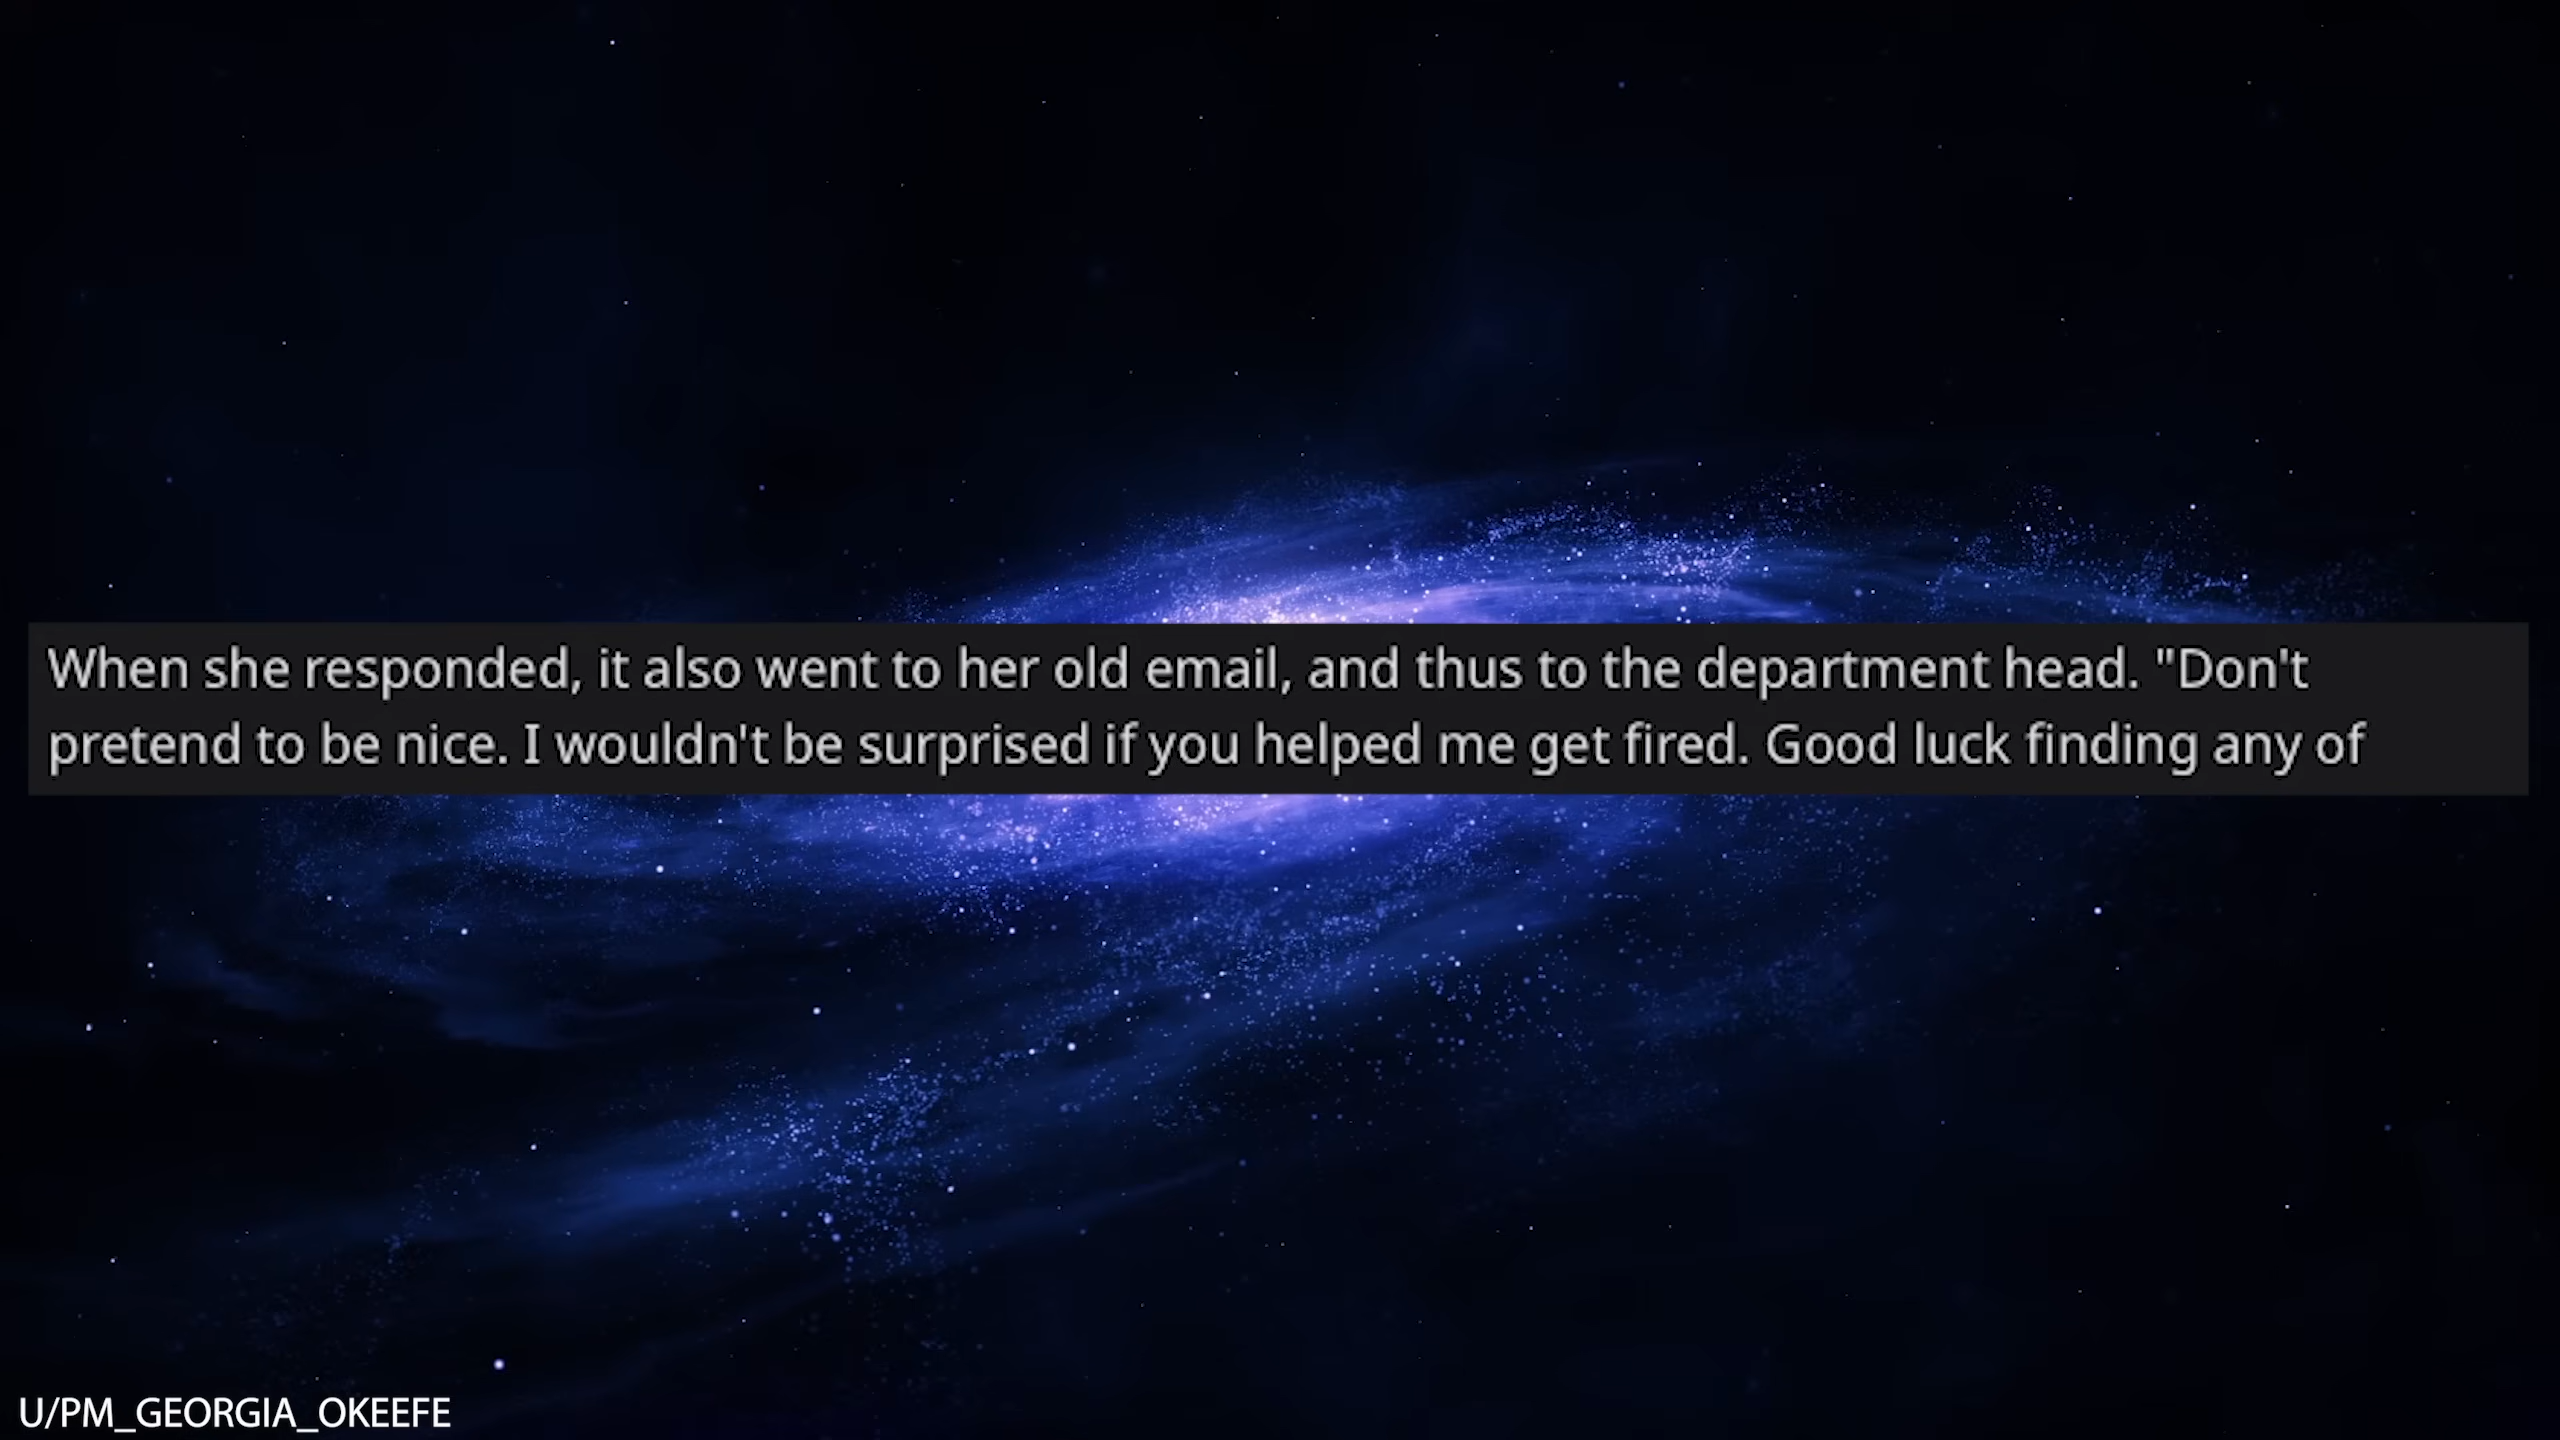 When she responded, it also went to her old email, and thus to the department head. "Don't
pretend to be nice. I wouldn't be surprised if you helped me get fired. Good luck finding any of
U/PM_GEORGIA_OKEEFE